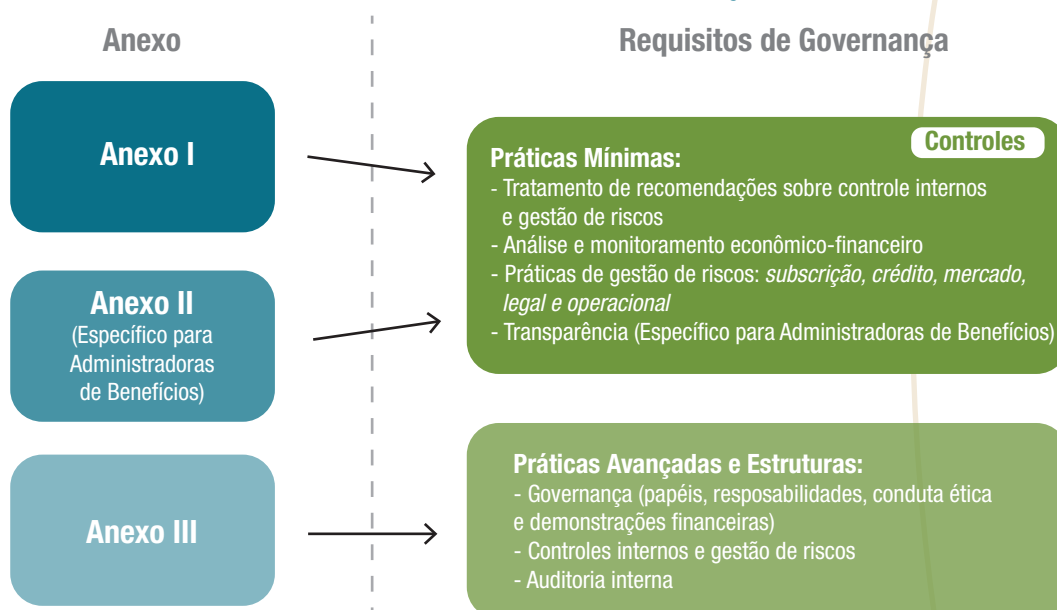 Anexo
Requisitos de Governança
Anexo I
Controles
Práticas Mínimas:
- Tratamento de recomendações sobre controle internos
e gestão de riscos
- Análise e monitoramento econômico-financeiro
- Práticas de gestão de riscos: subscrição, crédito, mercado,
legal e operacional
- Transparência (Específico para Administradoras de Benefícios)
Anexo II
(Específico para
Administradoras
de Benefícios)
Anexo III
Práticas Avançadas e Estruturas:
- Governança (papéis, resposabilidades, conduta ética
e demonstrações financeiras)
- Controles internos e gestão de riscos
- Auditoria interna